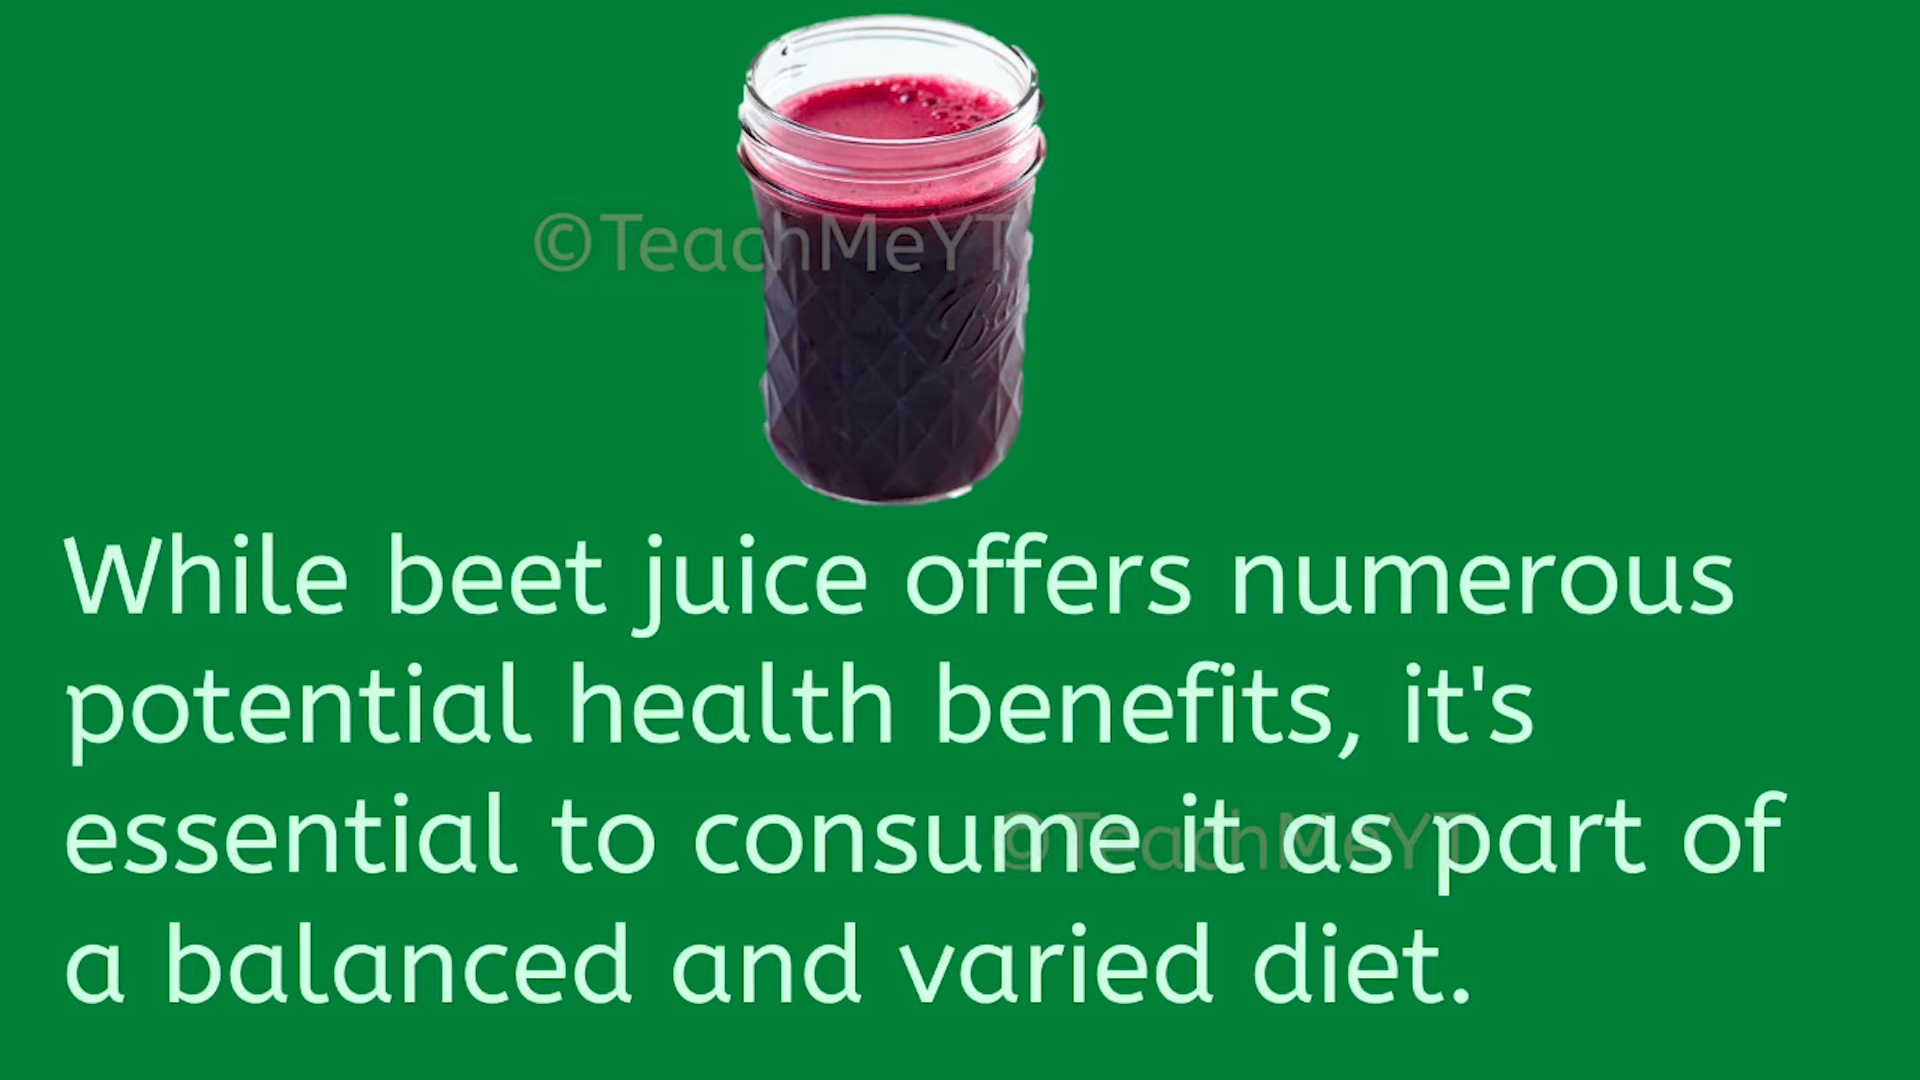 ©TeachMeYT
While beet juice offers numerous
potential health benefits, it's
essential to consume it as part of
©TeachMeYT
a balanced and varied diet.